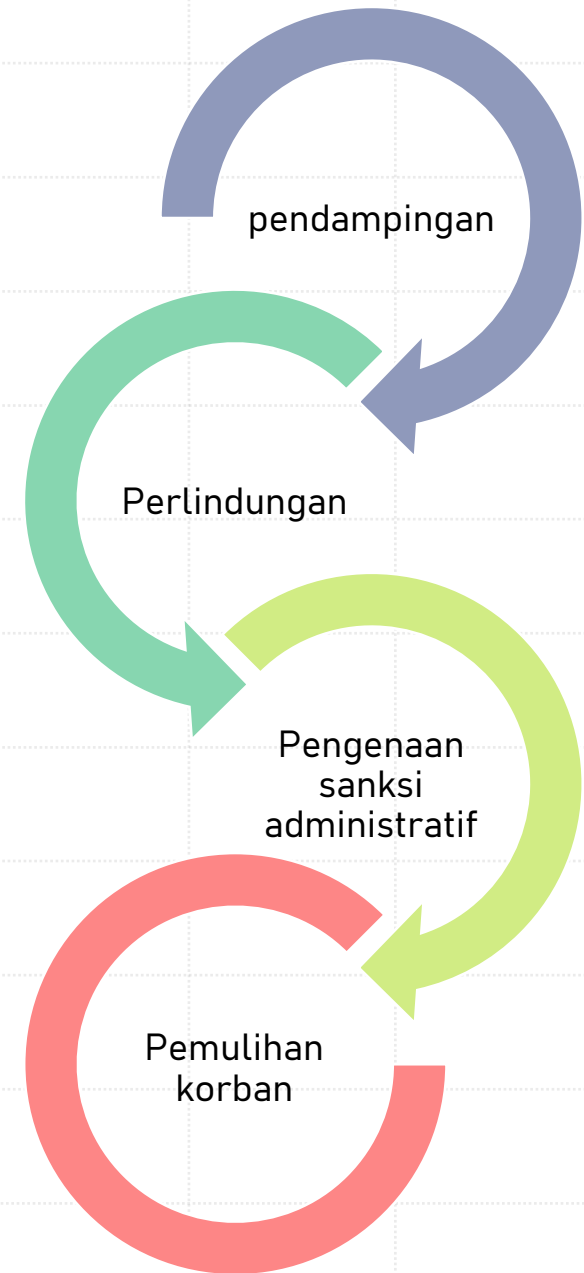 pendampingan
Perlindungan
Pengenaan
sanksi
administratif
Pemulihan
korban